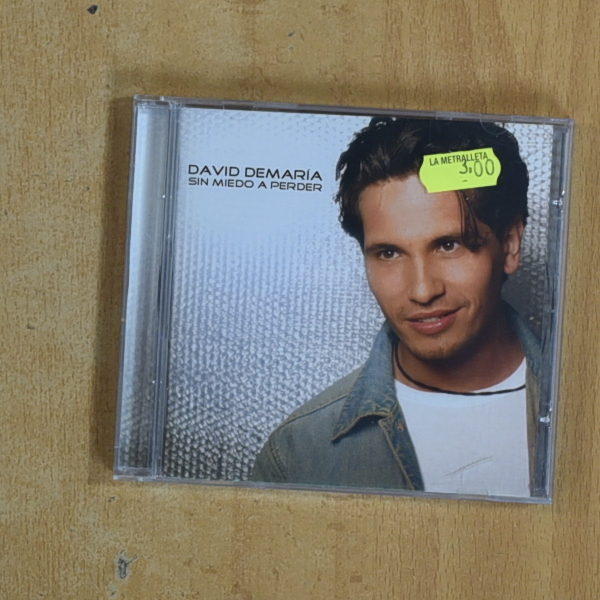 DAVID DEMARÍA
SIN MIEDO A PERDER
LA METRALLETA
3,00